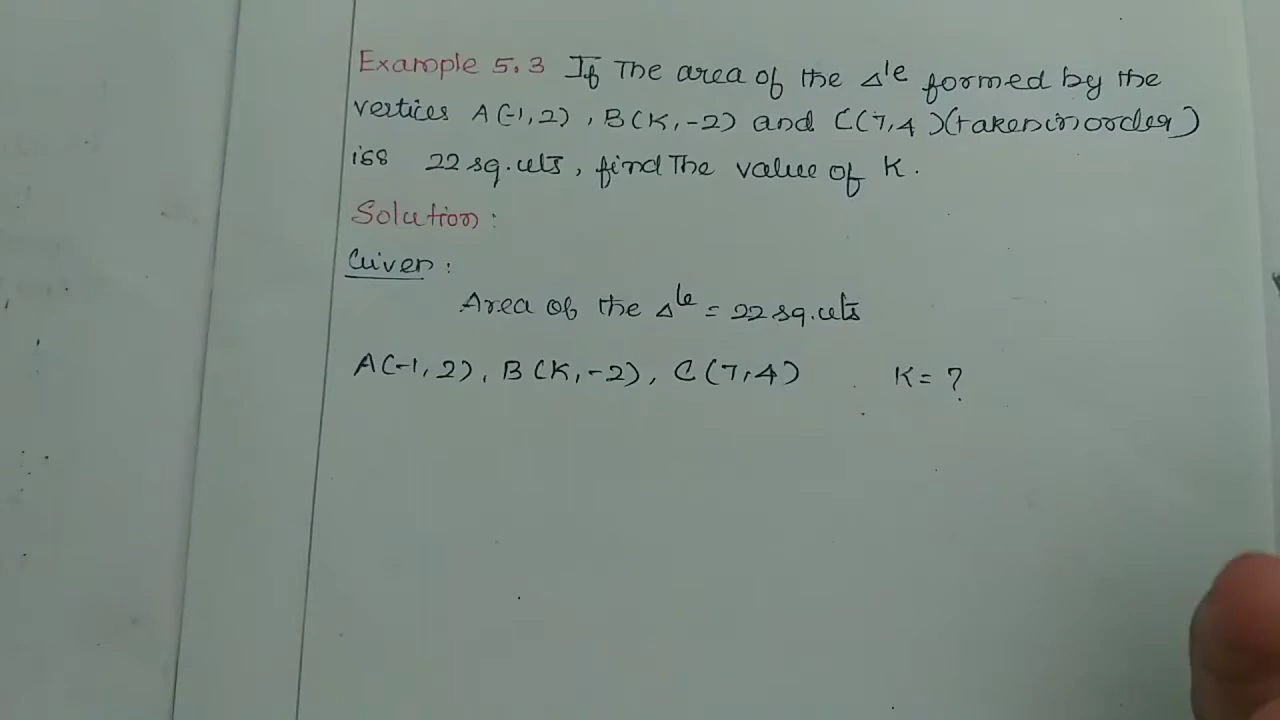 Example 5.3 If The area of the Δle formed by the
vertices A(-1,2), B(K,-2) and C(7,4)(taken in order)
is 22 sq.uts, find The value of K.
Solution:
Given:
Area of the Δle = 22 sq.uts
A(-1,2), B(K,-2), C(7,4) K= ?